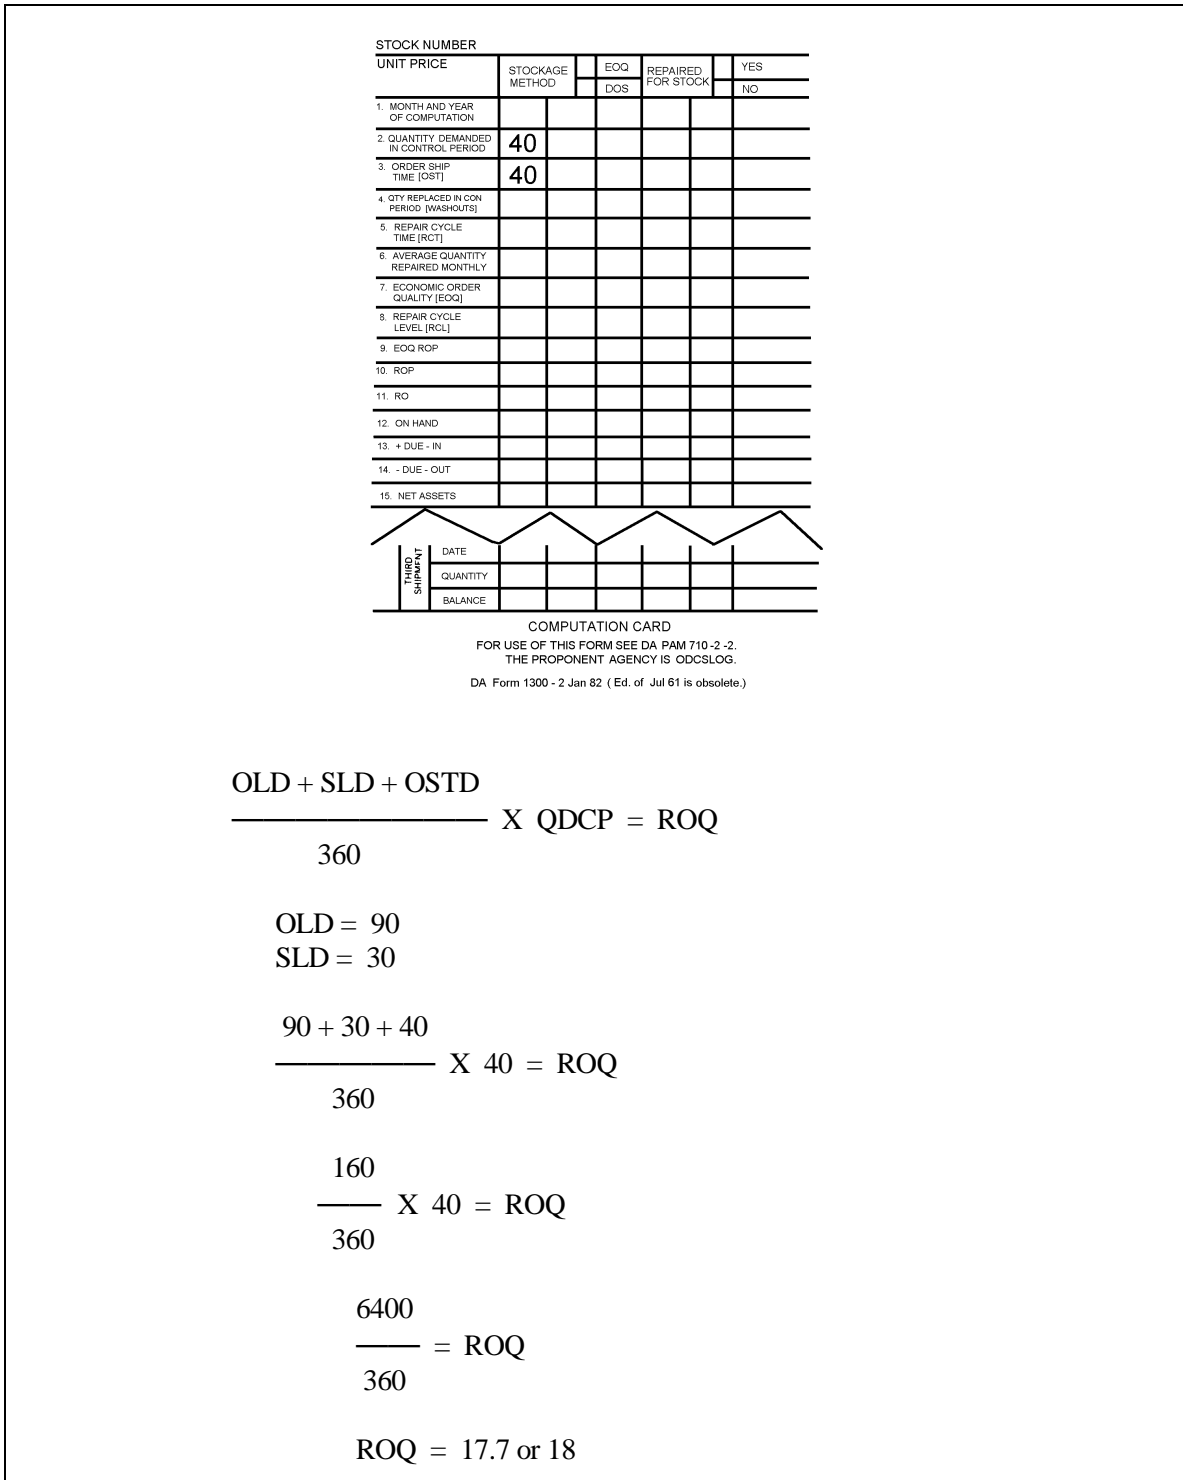 STOCK NUMBER
UNIT PRICE
STOCKAGE
METHOD
EOQ
DOS
REPAIRED
FOR STOCK
YES
NO
1. MONTH AND YEAR
OF COMPUTATION
2. QUANTITY DEMANDED
IN CONTROL PERIOD
40
3. ORDER SHIP
TIME [OST]
40
4. QTY REPLACED IN CON
PERIOD [WASHOUTS]
5. REPAIR CYCLE
TIME [RCT]
6. AVERAGE QUANTITY
REPAIRED MONTHLY
7. ECONOMIC ORDER
QUALITY [EOQ]
8. REPAIR CYCLE
LEVEL [RCL]
9. EOQ ROP
10. ROP
11. RO
12. ON HAND
13. + DUE - IN
14. - DUE - OUT
15. NET ASSETS
THIRD
SHIPMENT
DATE
QUANTITY
BALANCE
COMPUTATION CARD
FOR USE OF THIS FORM SEE DA PAM 710 -2 -2.
THE PROPONENT AGENCY IS ODCSLOG.
DA Form 1300 - 2 Jan 82 ( Ed. of Jul 61 is obsolete.)
OLD + SLD + OSTD
X QDCP = ROQ
360
OLD = 90
SLD = 30
90 + 30 + 40
X 40 = ROQ
360
160
X 40 = ROQ
360
6400
= ROQ
360
ROQ = 17.7 or 18